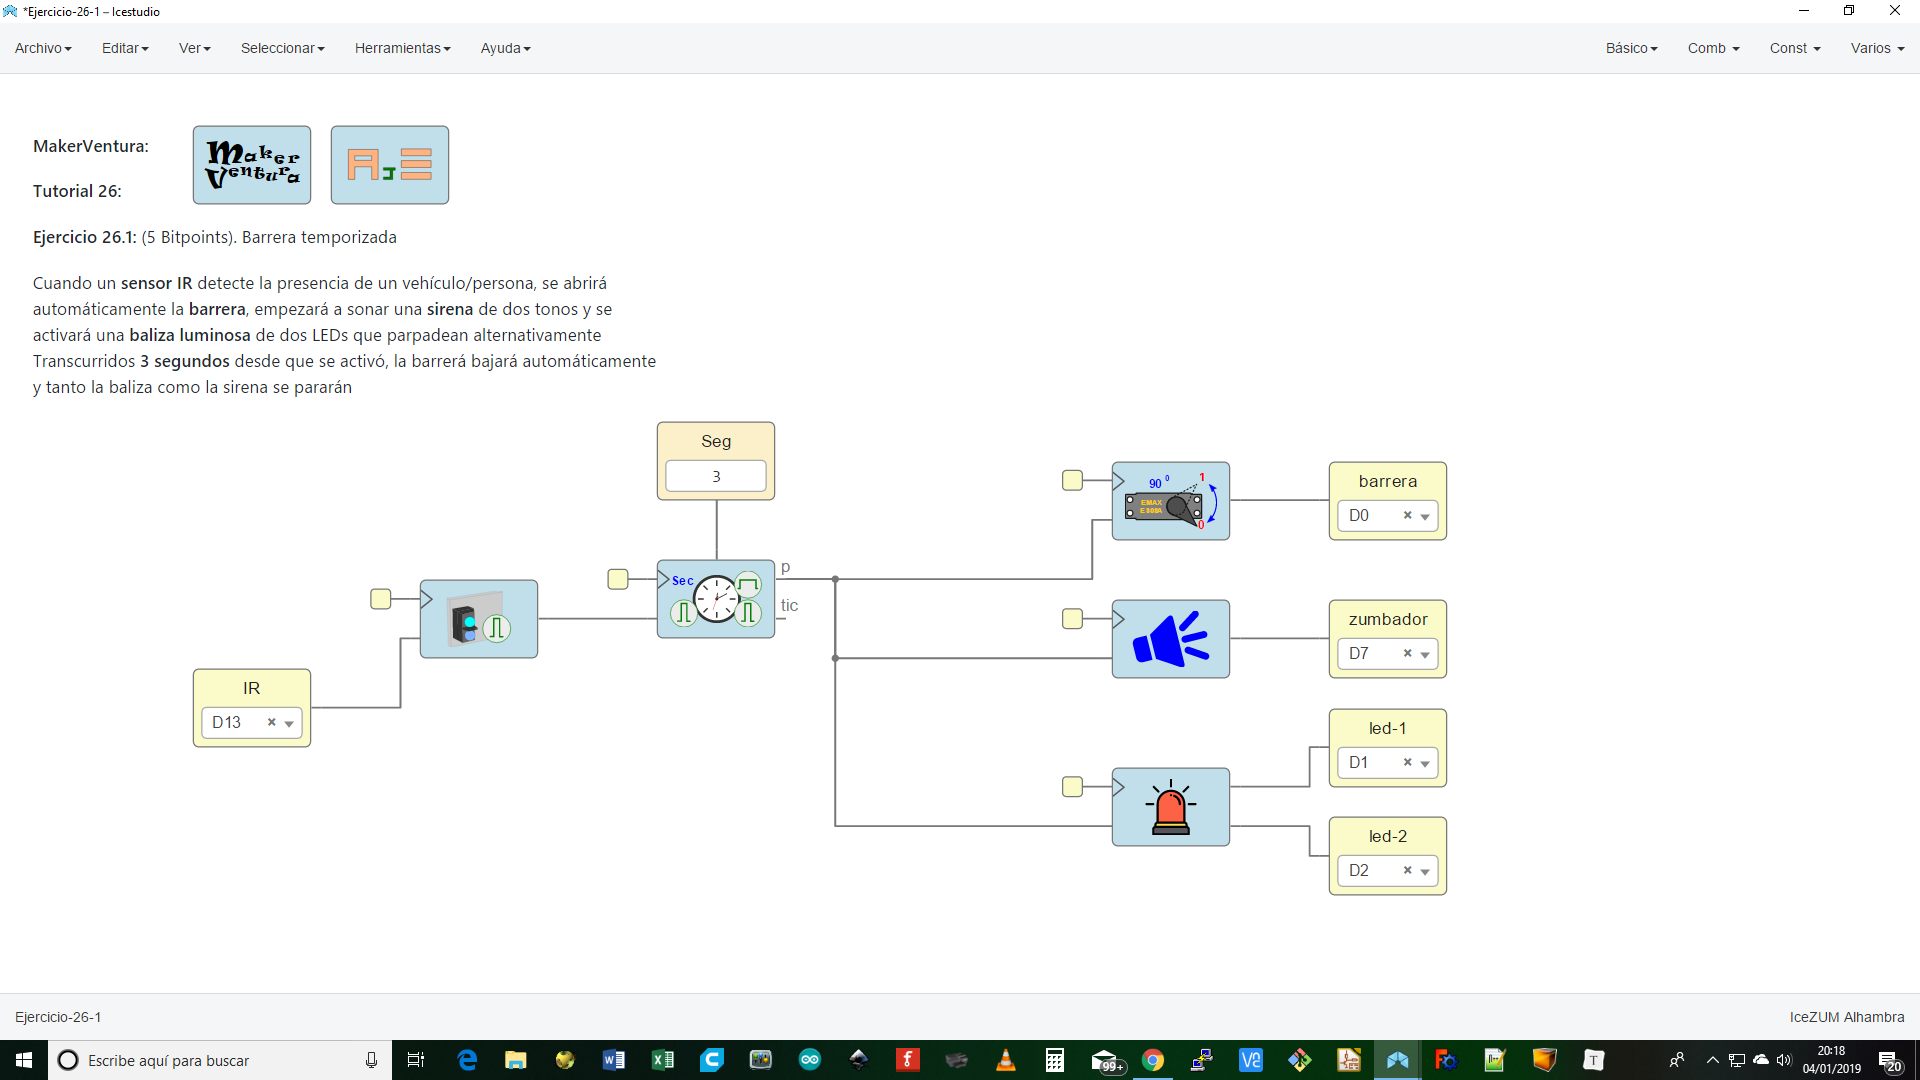 *Ejercicio-26-1 – Icestudio
Archivo Editar Ver Seleccionar Herramientas Ayuda Básico Comb Const Varios
MakerVentura:
Maker Ventura
AJE
Tutorial 26:
Ejercicio 26.1: (5 Bitpoints). Barrera temporizada
Cuando un sensor IR detecte la presencia de un vehículo/persona, se abrirá
automáticamente la barrera, empezará a sonar una sirena de dos tonos y se
activará una baliza luminosa de dos LEDs que parpadean alternativamente
Transcurridos 3 segundos desde que se activó, la barrerá bajará automáticamente
y tanto la baliza como la sirena se pararán
Seg
3
Sec
p
tic
IR
D13
90 0
1
EMAX
0
barrera
D0
zumbador
D7
led-1
D1
led-2
D2
Ejercicio-26-1
IceZUM Alhambra
Escribe aquí para buscar
99+
20:18
04/01/2019
20